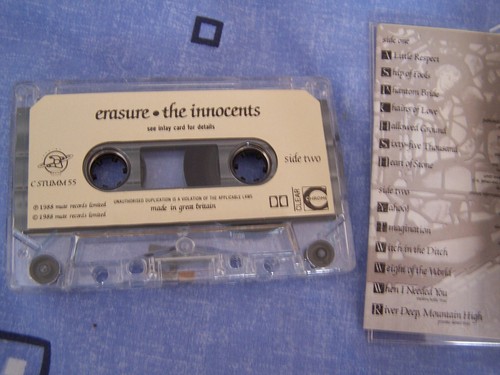 erasure • the innocents
see inlay card for details
side two
C STUMM 55
UNAUTHORISED DUPLICATION IS A VIOLATION OF THE APPLICABLE LAWS
made in great Britain
℗ 1988 mute records limited
© 1988 mute records limited
CLEAR
side one
A Little Respect
Ship of Fools
Phantom Bride
Chains of Love
Hallowed Ground
Sixty-five Thousand
Heart of Stone
side two
Yahoo!
Imagination
Witch in the Ditch
Weight of the World
When I Needed You
River Deep, Mountain High